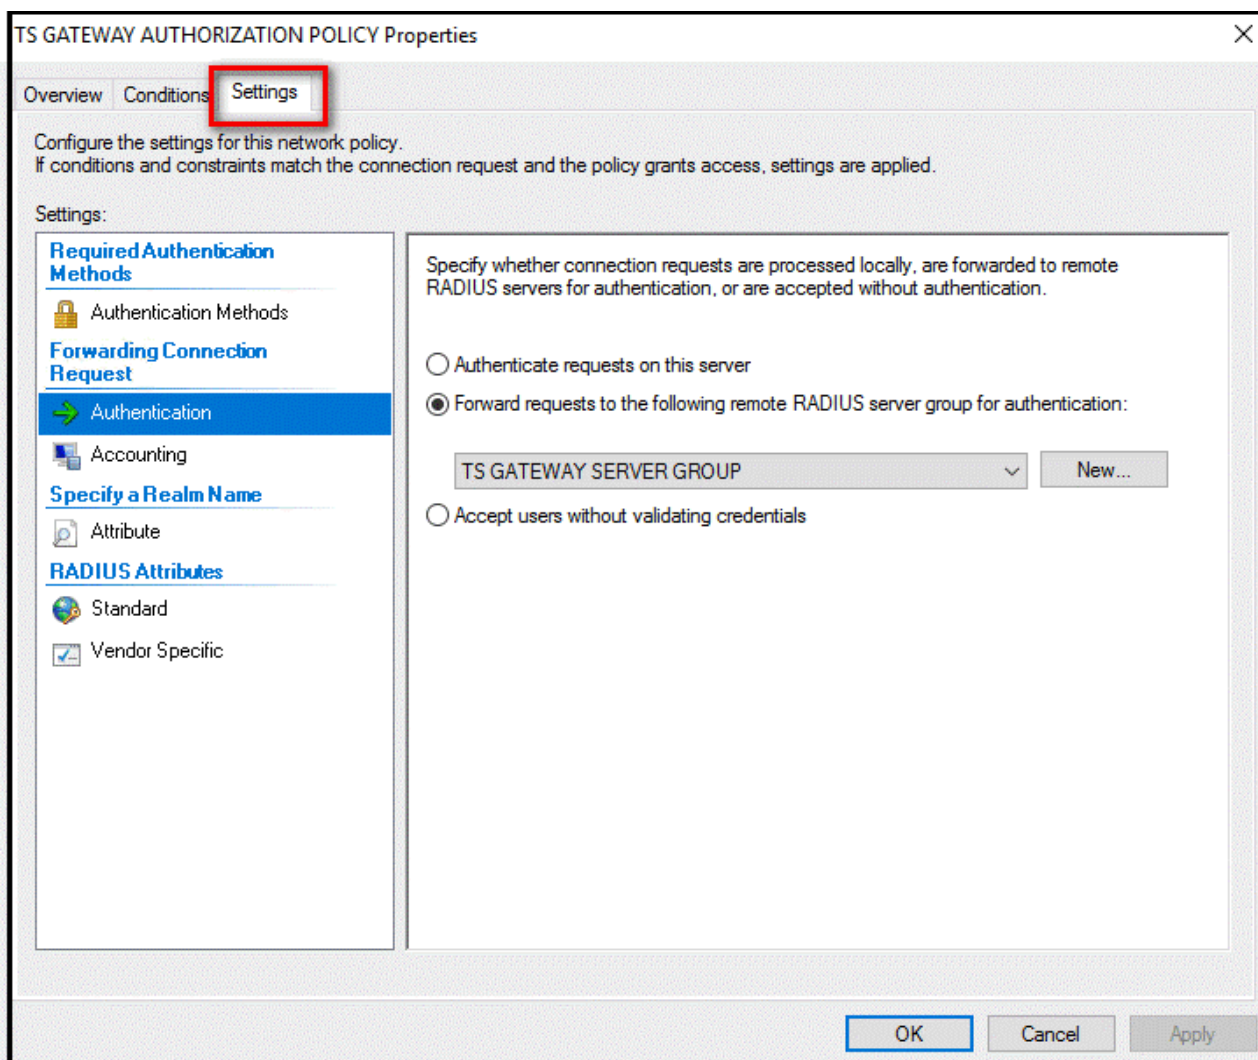 TS GATEWAY AUTHORIZATION POLICY Properties
Overview Conditions Settings
Configure the settings for this network policy.
If conditions and constraints match the connection request and the policy grants access, settings are applied.
Settings:
Required Authentication
Methods
Authentication Methods
Forwarding Connection
Request
Authentication
Accounting
Specify a Realm Name
Attribute
RADIUS Attributes
Standard
Vendor Specific
Specify whether connection requests are processed locally, are forwarded to remote
RADIUS servers for authentication, or are accepted without authentication.
Authenticate requests on this server
Forward requests to the following remote RADIUS server group for authentication:
TS GATEWAY SERVER GROUP New...
Accept users without validating credentials
OK Cancel Apply